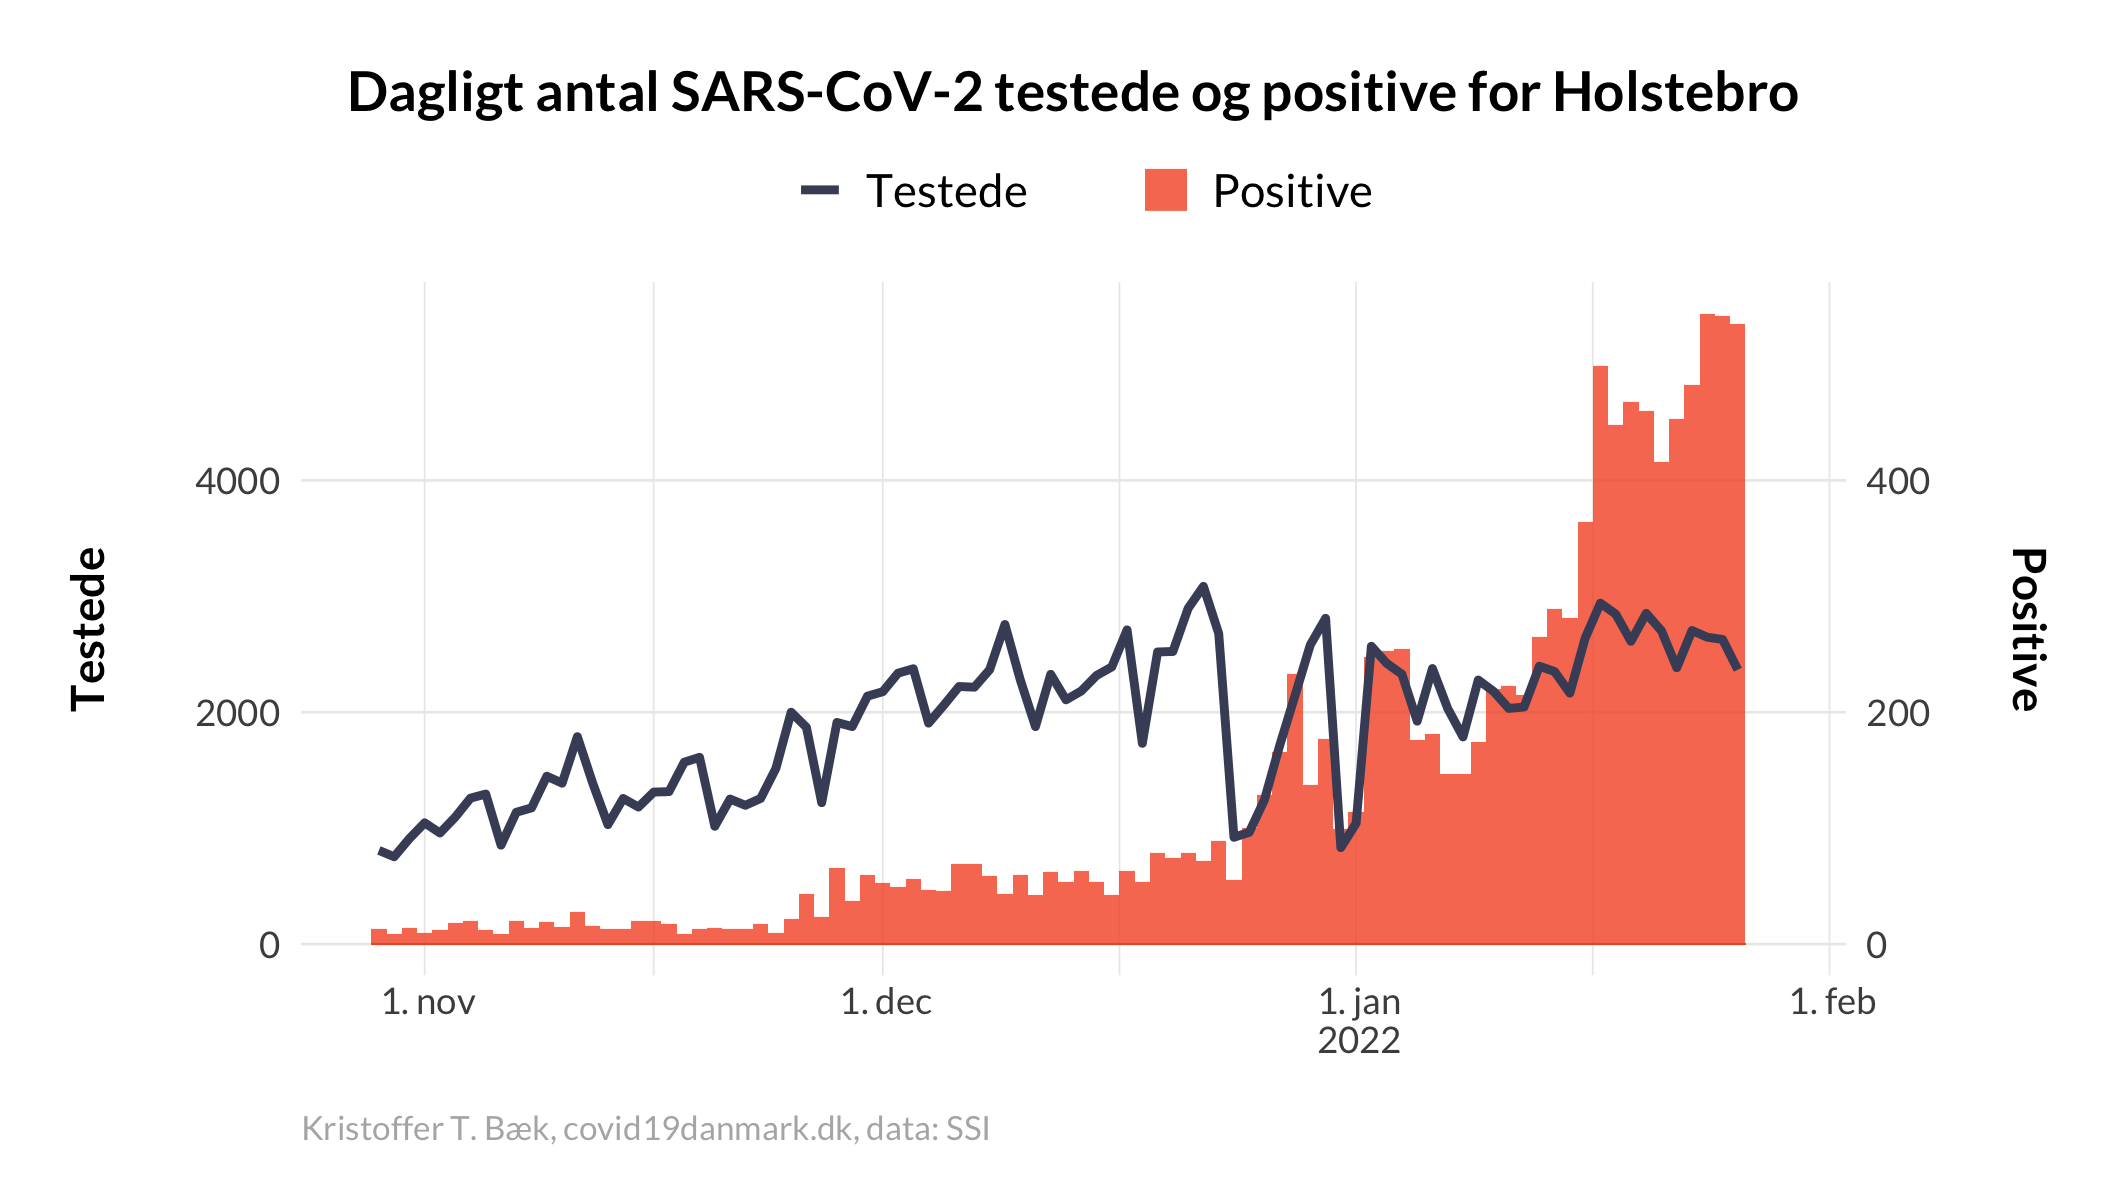 Dagligt antal SARS-CoV-2 testede og positive for Holstebro
Testede
Positive
4000
2000
0
Testede
400
200
0
Positive
1. nov
1. dec
1. jan
2022
1. feb
Kristoffer T. Bæk, covid19danmark.dk, data: SSI